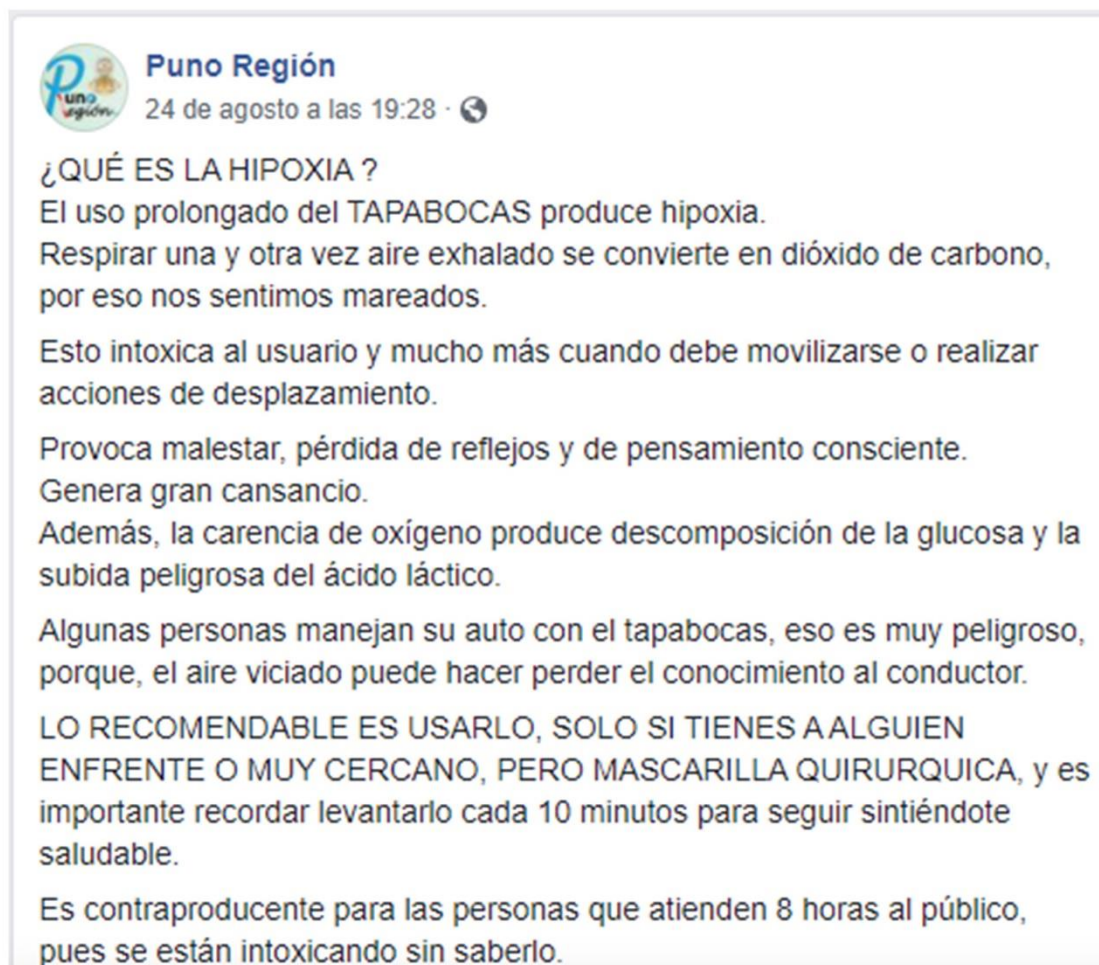 Puno
Región
Puno Región
24 de agosto a las 19:28 ·
¿QUÉ ES LA HIPOXIA ?
El uso prolongado del TAPABOCAS produce hipoxia.
Respirar una y otra vez aire exhalado se convierte en dióxido de carbono,
por eso nos sentimos mareados.
Esto intoxica al usuario y mucho más cuando debe movilizarse o realizar
acciones de desplazamiento.
Provoca malestar, pérdida de reflejos y de pensamiento consciente.
Genera gran cansancio.
Además, la carencia de oxígeno produce descomposición de la glucosa y la
subida peligrosa del ácido láctico.
Algunas personas manejan su auto con el tapabocas, eso es muy peligroso,
porque, el aire viciado puede hacer perder el conocimiento al conductor.
LO RECOMENDABLE ES USARLO, SOLO SI TIENES A ALGUIEN
ENFRENTE O MUY CERCANO, PERO MASCARILLA QUIRURQUICA, y es
importante recordar levantarlo cada 10 minutos para seguir sintiéndote
saludable.
Es contraproducente para las personas que atienden 8 horas al público,
pues se están intoxicando sin saberlo.